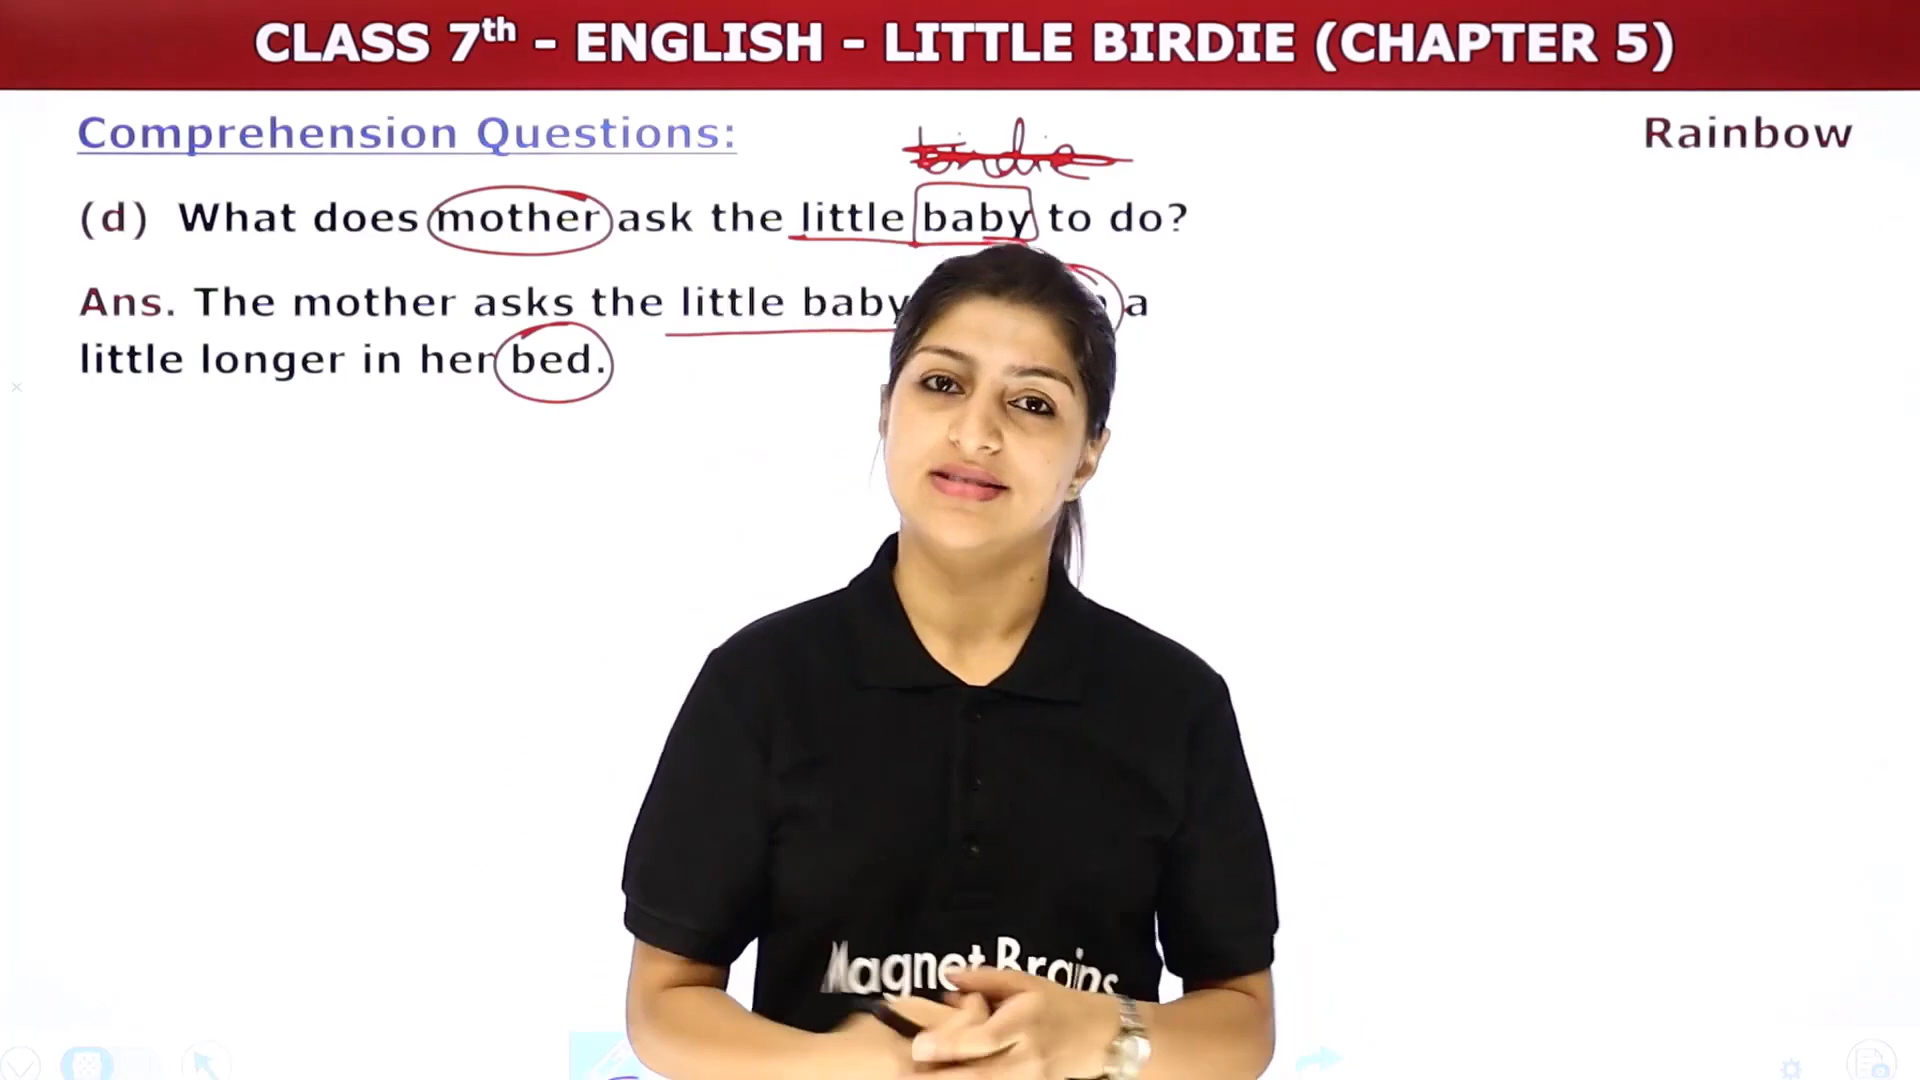 CLASS 7th - ENGLISH - LITTLE BIRDIE (CHAPTER 5)
Comprehension Questions:
Rainbow
birdie
(d) What does mother ask the little baby to do?
Ans. The mother asks the little baby a
little longer in her bed.
Magnet Brains